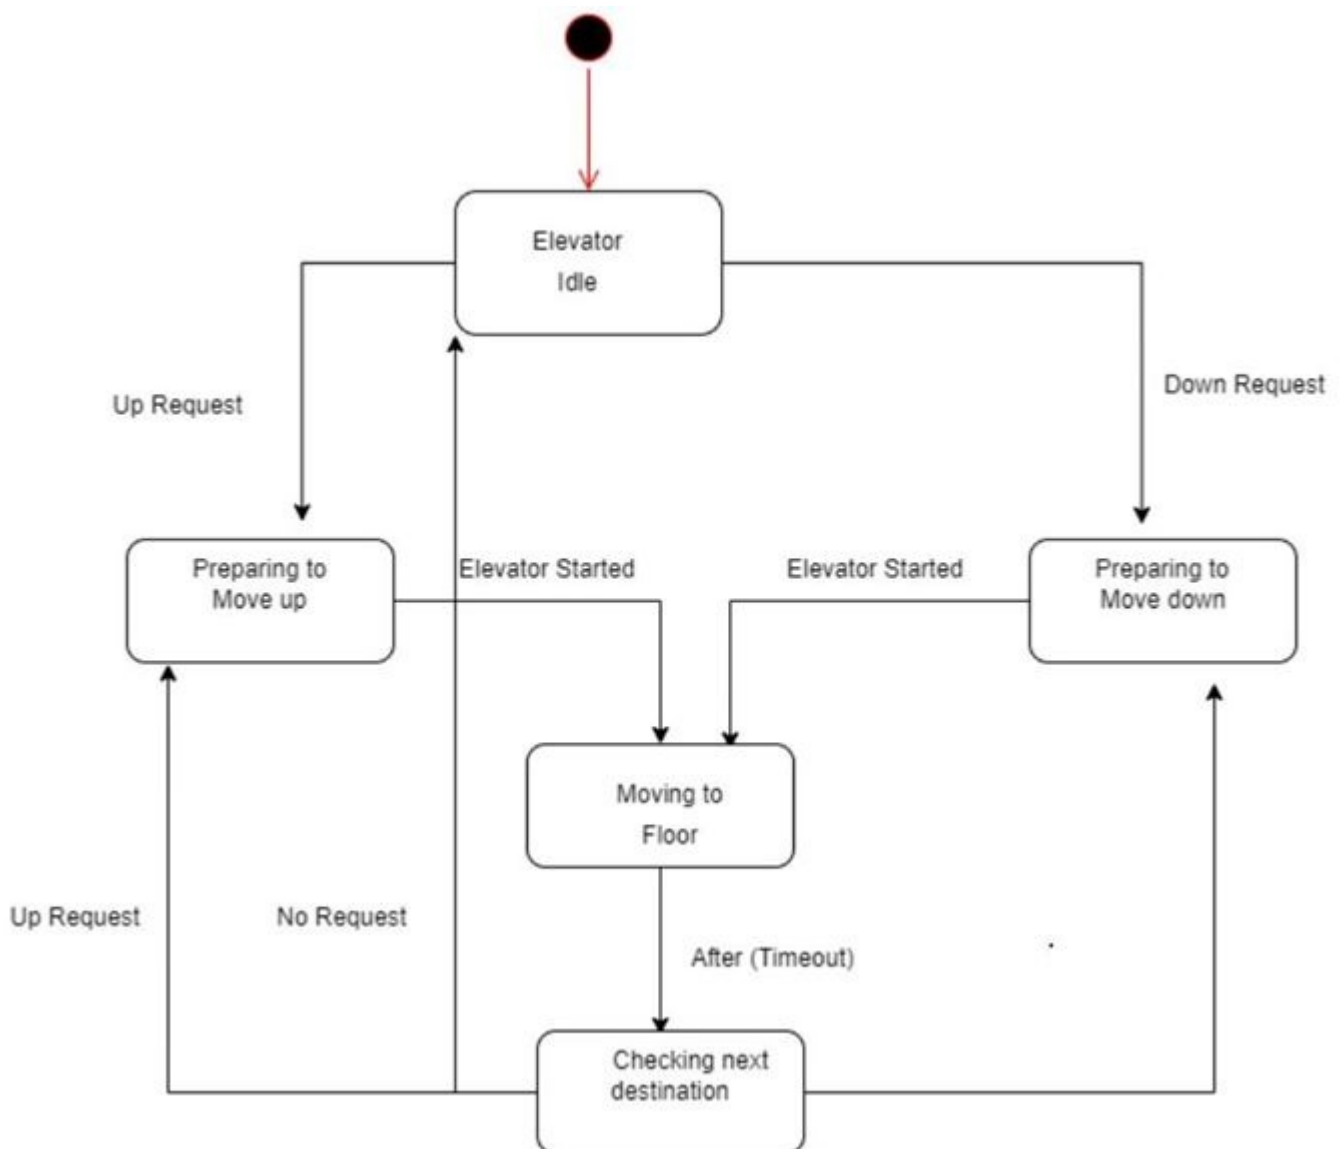 Elevator
Idle
Up Request
Down Request
Preparing to
Move up
Elevator Started
Elevator Started
Preparing to
Move down
Moving to
Floor
Up Request
No Request
After (Timeout)
Checking next
destination